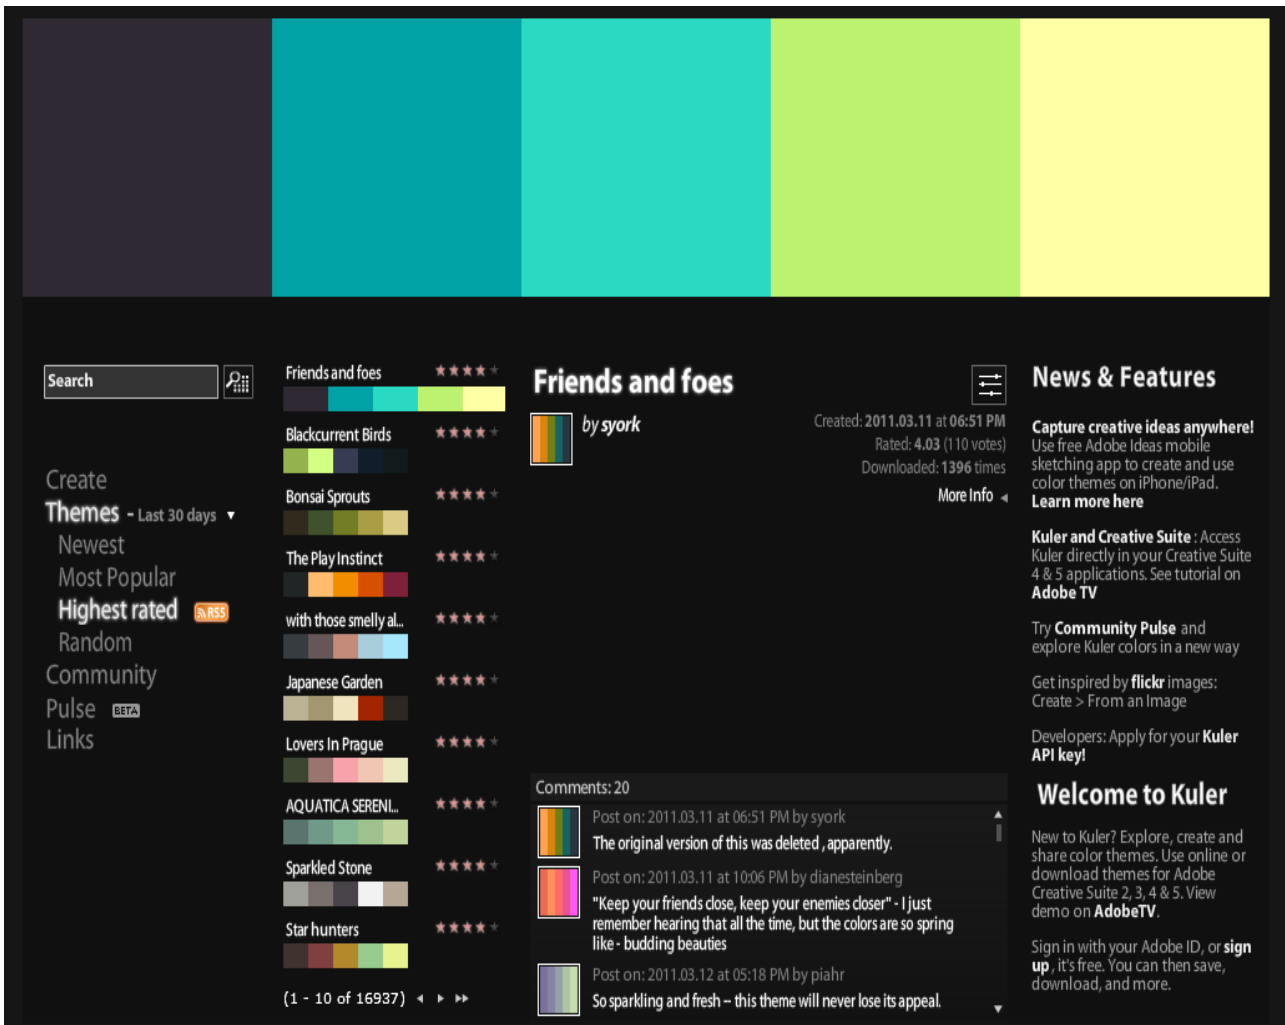 Search
Create
Themes - Last 30 days
Newest
Most Popular
Highest rated RSS
Random
Community
Pulse BETA
Links
Friends and foes
Blackcurrent Birds
Bonsai Sprouts
The Play Instinct
with those smelly al...
Japanese Garden
Lovers In Prague
AQUATICA SERENI...
Sparkled Stone
Star hunters
(1 - 10 of 16937)
Friends and foes
by syork
Created: 2011.03.11 at 06:51 PM
Rated: 4.03 (110 votes)
Downloaded: 1396 times
More Info
Comments: 20
Post on: 2011.03.11 at 06:51 PM by syork
The original version of this was deleted , apparently.
Post on: 2011.03.11 at 10:06 PM by dianesteinberg
"Keep your friends close, keep your enemies closer" - I just
remember hearing that all the time, but the colors are so spring
like - budding beauties
Post on: 2011.03.12 at 05:18 PM by piahr
So sparkling and fresh -- this theme will never lose its appeal.
News & Features
Capture creative ideas anywhere!
Use free Adobe Ideas mobile
sketching app to create and use
color themes on iPhone/iPad.
Learn more here
Kuler and Creative Suite : Access
Kuler directly in your Creative Suite
4 & 5 applications. See tutorial on
Adobe TV
Try Community Pulse and
explore Kuler colors in a new way
Get inspired by flickr images:
Create > From an Image
Developers: Apply for your Kuler
API key!
Welcome to Kuler
New to Kuler? Explore, create and
share color themes. Use online or
download themes for Adobe
Creative Suite 2, 3, 4 & 5. View
demo on AdobeTV.
Sign in with your Adobe ID, or sign
up , it's free. You can then save,
download, and more.